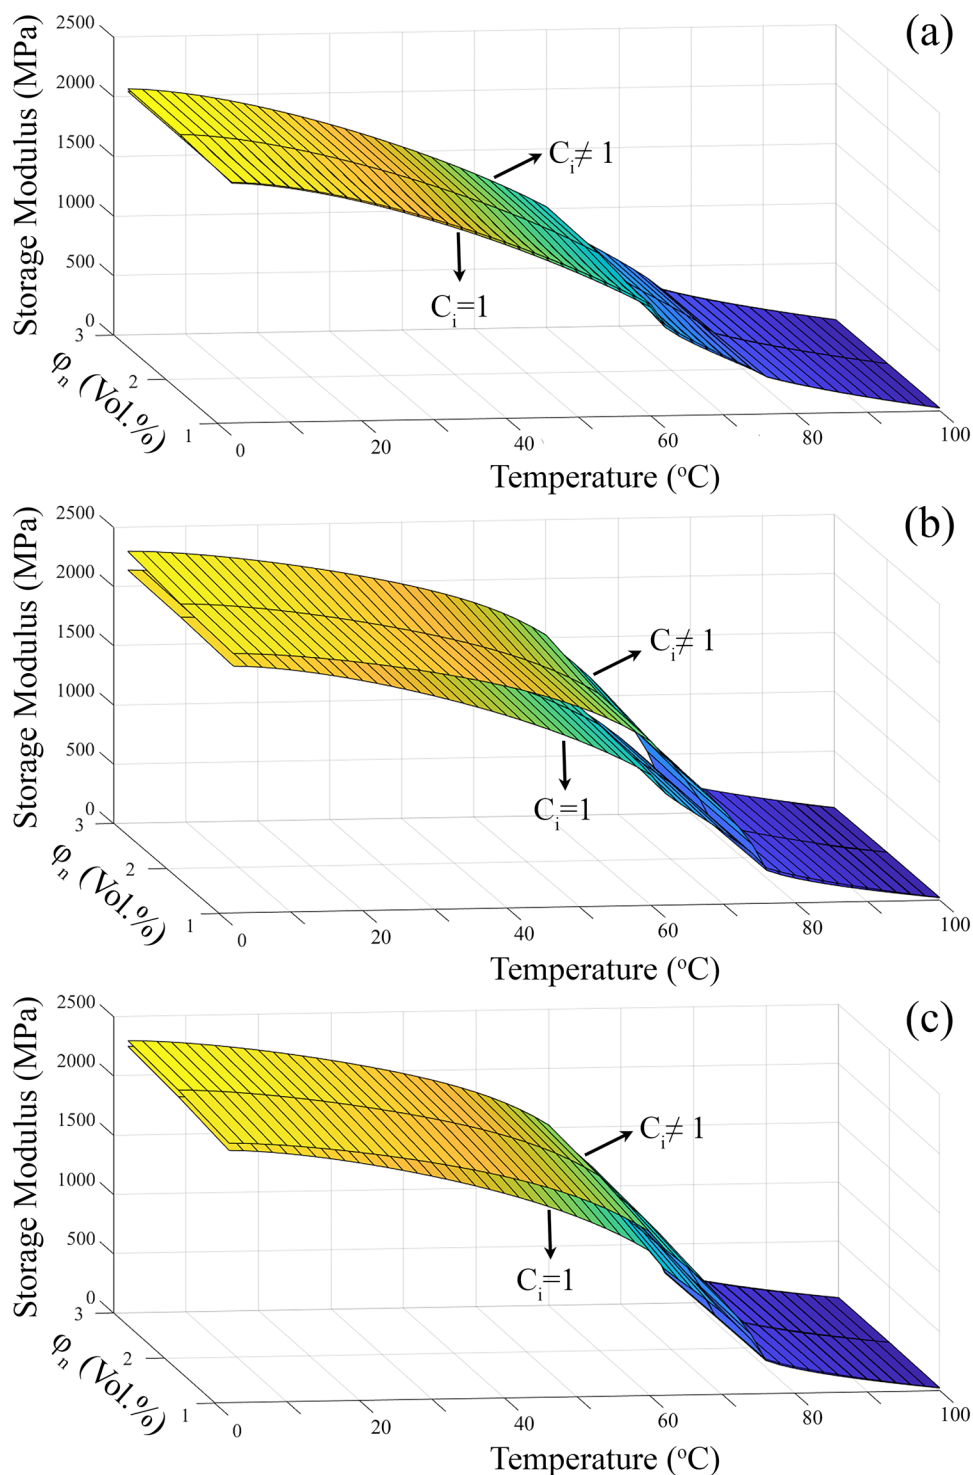 (a)
2500
2000
1500
1000
500
0
Storage Modulus (MPa)
Cᵢ≠ 1
Cᵢ=1
3
2
1
φₙ (Vol.%)
0
20
40
60
80
100
Temperature (°C)
(b)
2500
2000
1500
1000
500
0
Storage Modulus (MPa)
Cᵢ≠ 1
Cᵢ=1
3
2
1
φₙ (Vol.%)
0
20
40
60
80
100
Temperature (°C)
(c)
2500
2000
1500
1000
500
0
Storage Modulus (MPa)
Cᵢ≠ 1
Cᵢ=1
3
2
1
φₙ (Vol.%)
0
20
40
60
80
100
Temperature (°C)